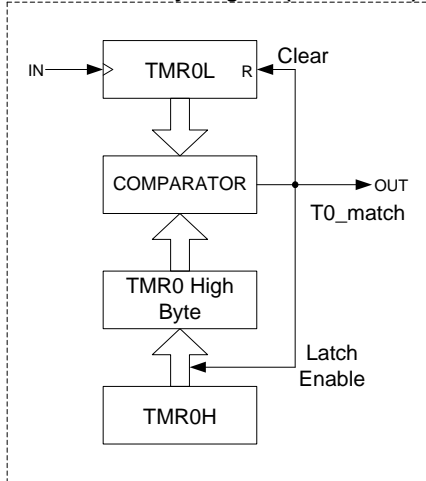 IN
TMR0L
R
Clear
COMPARATOR
OUT
T0_match
TMR0 High
Byte
Latch
Enable
TMR0H